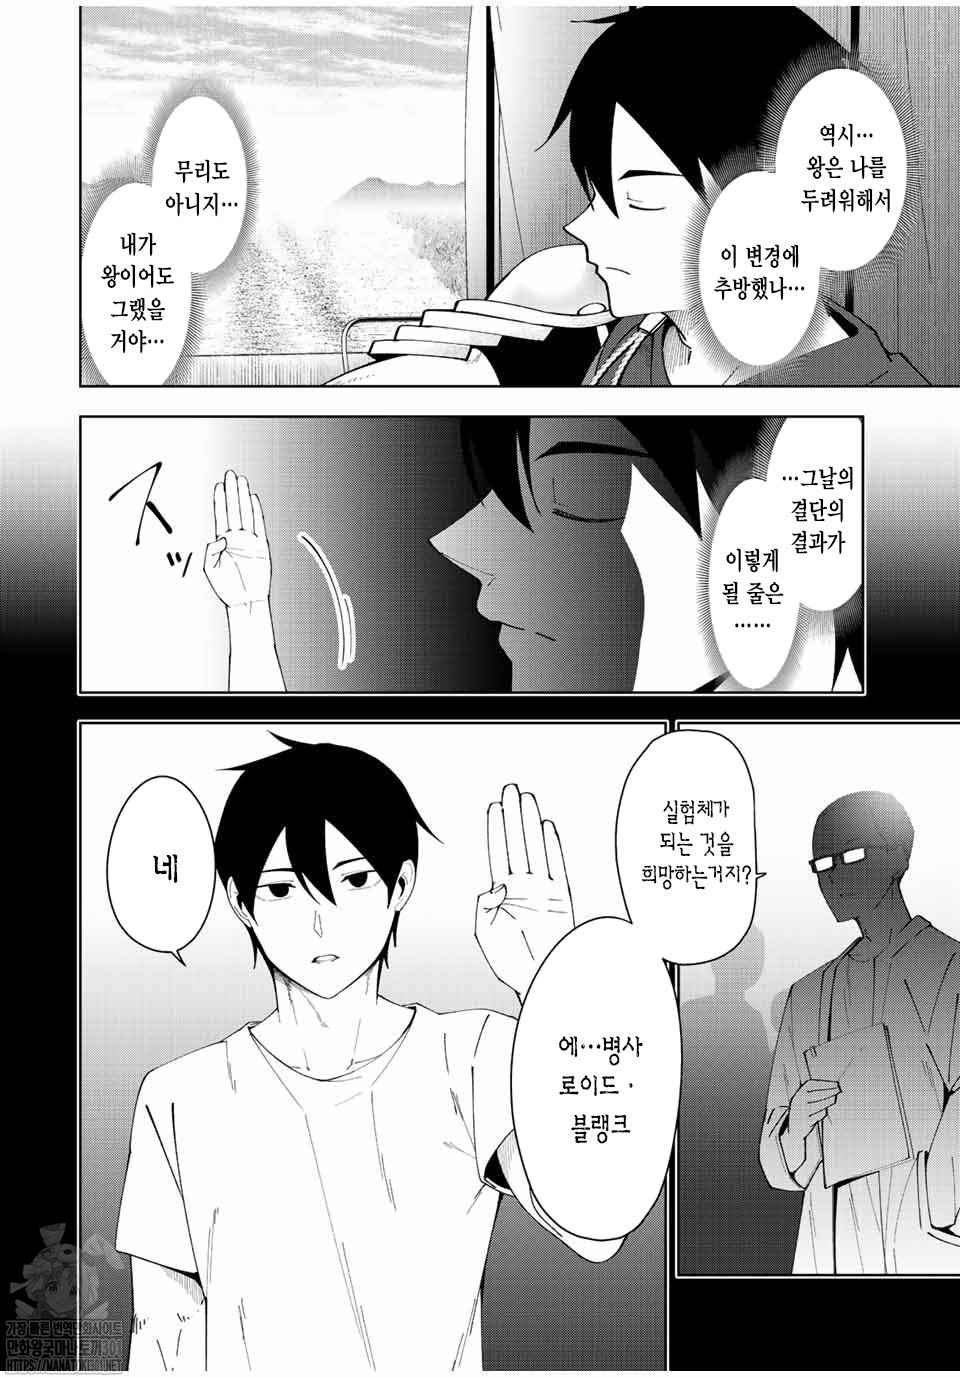 역시…
왕은 나를
두려워해서
이 변경에
추방했나…
무리도
아니지…
내가
왕이어도
그랬을
거야…
…그날의
결단의
결과가
이렇게
될 줄은
……
스
ッ
실험체가
되는 것을
희망하는거지?
에…병사
로이드·
블랭크
네
가장 빠른 번역만화사이트
만화왕국마나토끼301
HTTPS://MANATOKI301.NET